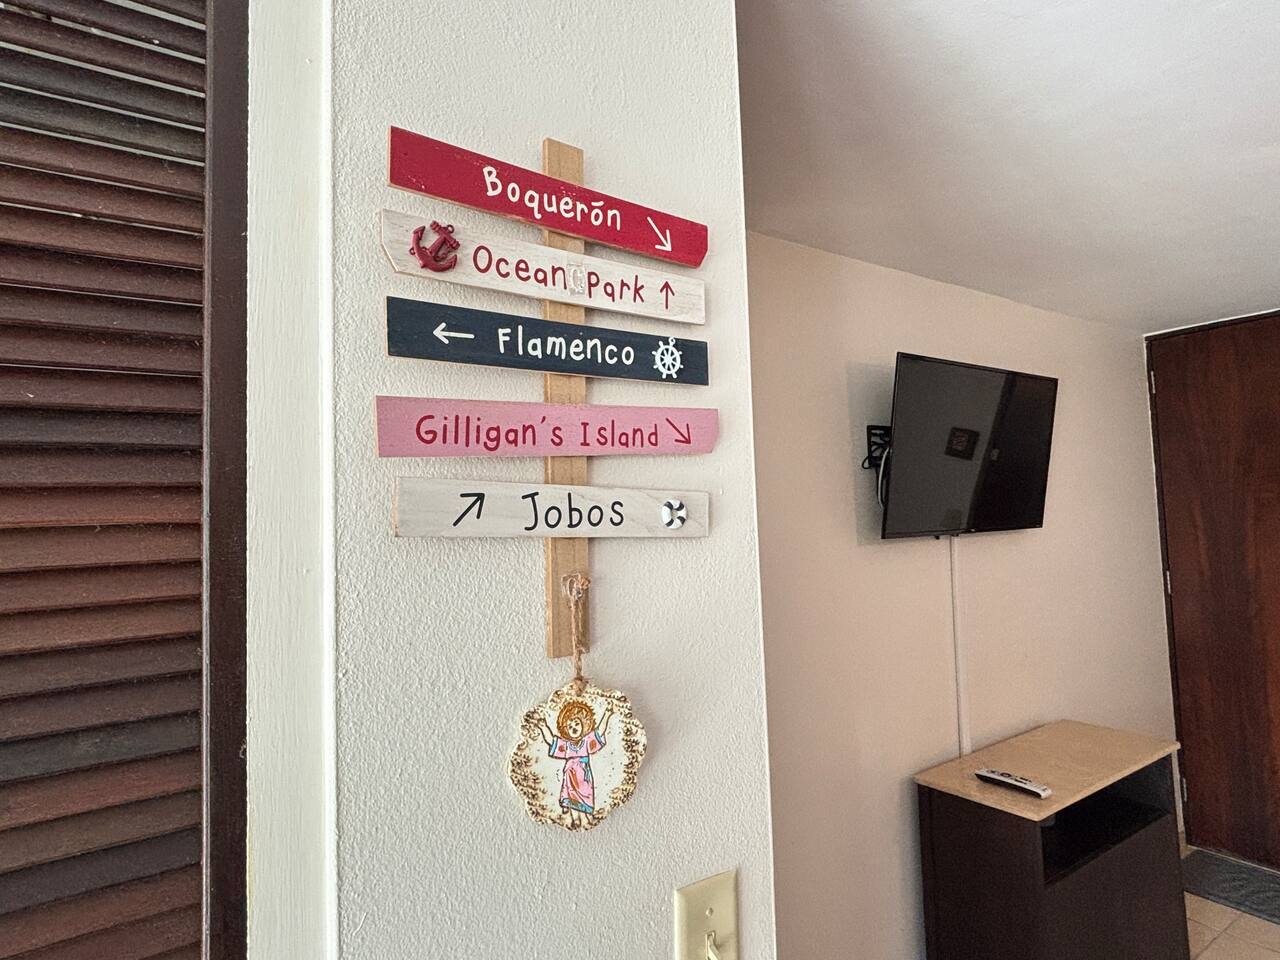 Boquerón ↘
Ocean Park ↑
← Flamenco
Gilligan's Island ↘
↗ Jobos